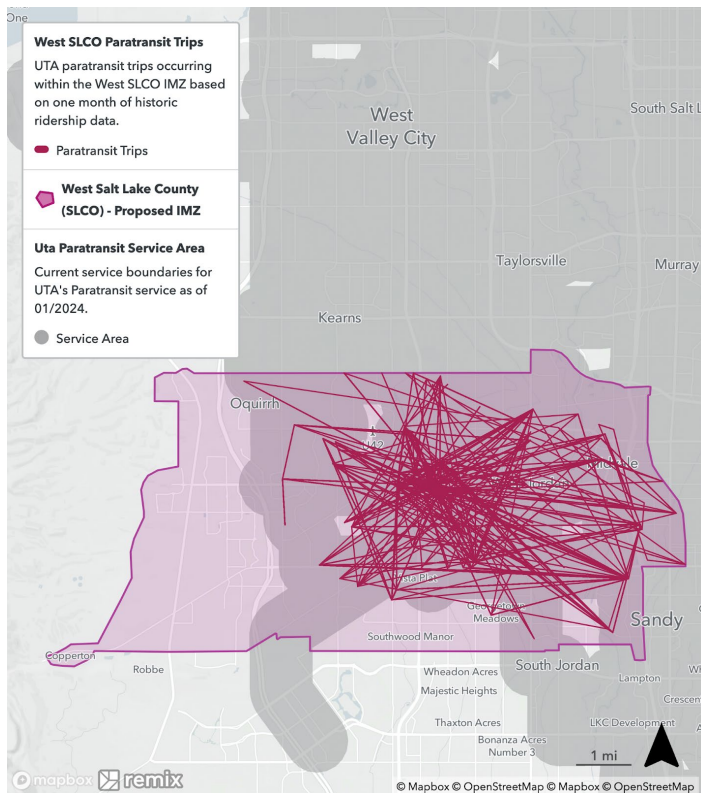 One
West SLCO Paratransit Trips
UTA paratransit trips occurring
within the West SLCO IMZ based
on one month of historic
ridership data.
Paratransit Trips
West Salt Lake County
(SLCO) - Proposed IMZ
Uta Paratransit Service Area
Current service boundaries for
UTA's Paratransit service as of
01/2024.
Service Area
West
Valley City
South Salt L
Taylorsville
Murray
Kearns
Oquirrh
Sandy
Southwood Manor
Meadows
Copperton
Robbe
South Jordan
Wheadon Acres
Lampton
Majestic Heights
Crescen
Thaxton Acres
LKC Development
Bonanza Acres
Number 3
1 mi
mapbox
remix
© Mapbox © OpenStreetMap © Mapbox © OpenStreetMap